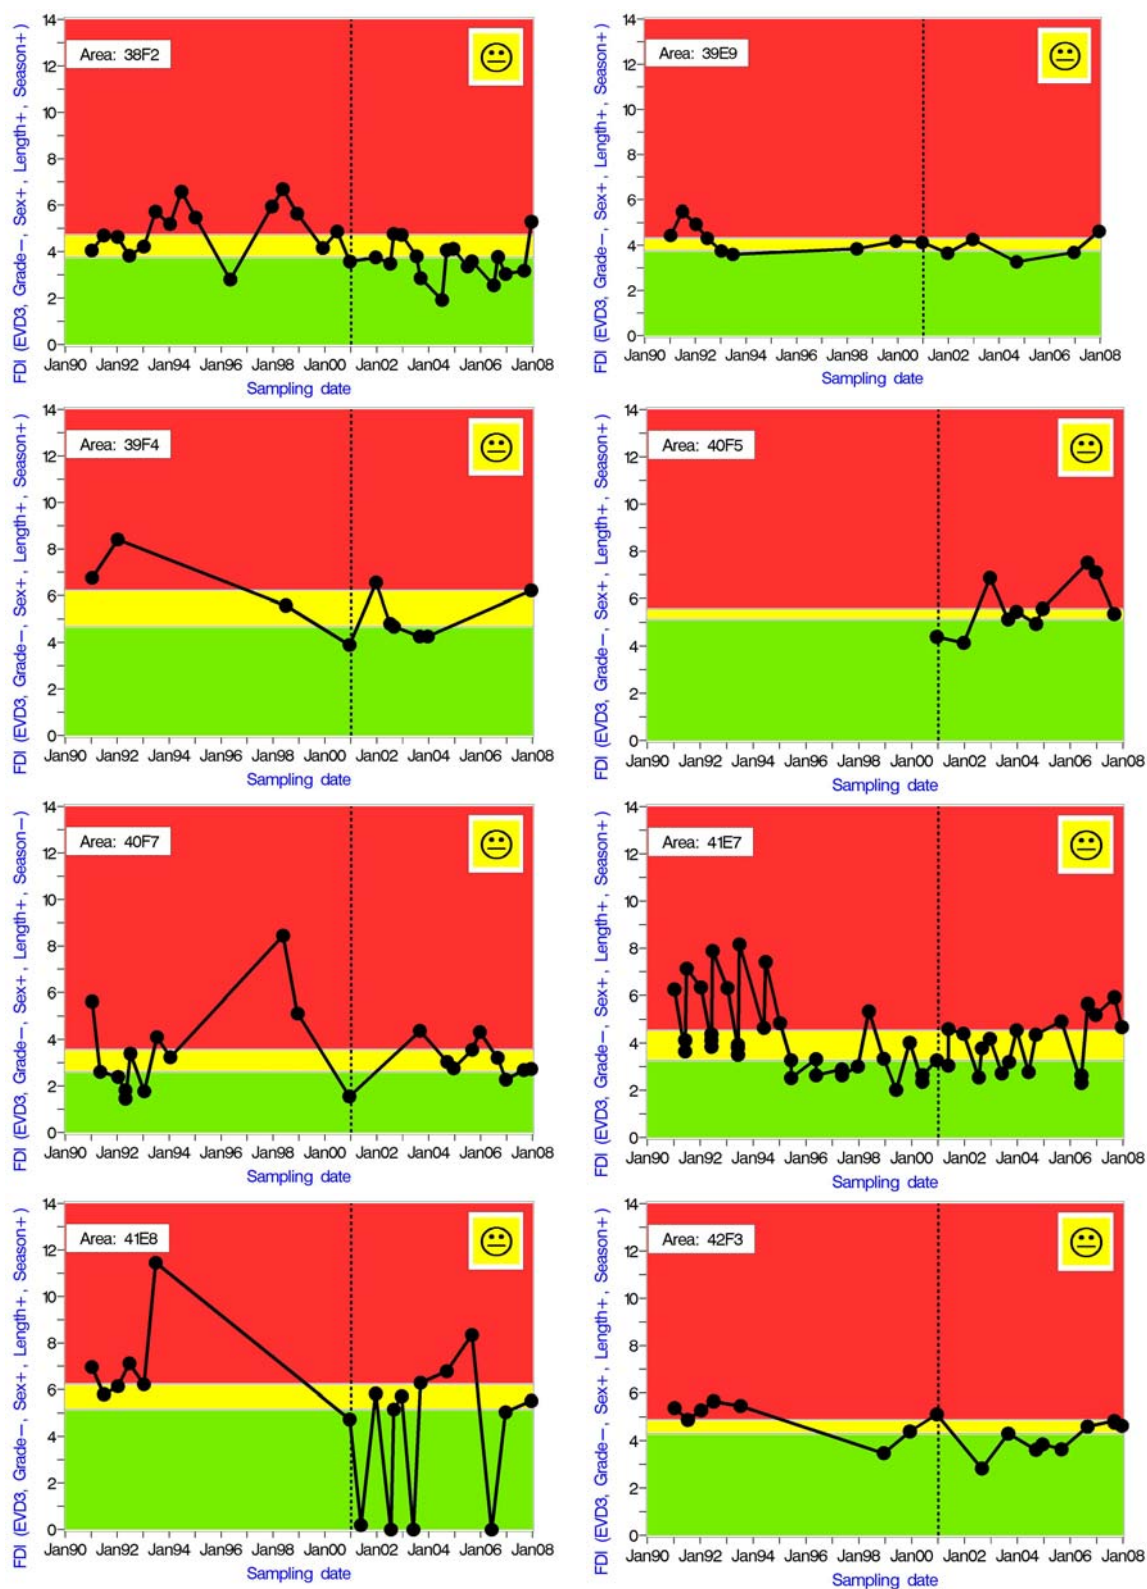 FDI (EVD3, Grade−, Sex+, Length+, Season+)
14
12
10
8
6
4
2
0
Area: 38F2
Jan90 Jan92 Jan94 Jan96 Jan98 Jan00 Jan02 Jan04 Jan06 Jan08
Sampling date
FDI (EVD3, Grade−, Sex+, Length+, Season+)
14
12
10
8
6
4
2
0
Area: 39E9
Jan90 Jan92 Jan94 Jan96 Jan98 Jan00 Jan02 Jan04 Jan06 Jan08
Sampling date
FDI (EVD3, Grade−, Sex+, Length+, Season+)
14
12
10
8
6
4
2
0
Area: 39F4
Jan90 Jan92 Jan94 Jan96 Jan98 Jan00 Jan02 Jan04 Jan06 Jan08
Sampling date
FDI (EVD3, Grade−, Sex+, Length+, Season+)
14
12
10
8
6
4
2
0
Area: 40F5
Jan90 Jan92 Jan94 Jan96 Jan98 Jan00 Jan02 Jan04 Jan06 Jan08
Sampling date
FDI (EVD3, Grade−, Sex+, Length+, Season−)
14
12
10
8
6
4
2
0
Area: 40F7
Jan90 Jan92 Jan94 Jan96 Jan98 Jan00 Jan02 Jan04 Jan06 Jan08
Sampling date
FDI (EVD3, Grade−, Sex+, Length+, Season+)
14
12
10
8
6
4
2
0
Area: 41E7
Jan90 Jan92 Jan94 Jan96 Jan98 Jan00 Jan02 Jan04 Jan06 Jan08
Sampling date
FDI (EVD3, Grade−, Sex+, Length+, Season+)
14
12
10
8
6
4
2
0
Area: 41E8
Jan90 Jan92 Jan94 Jan96 Jan98 Jan00 Jan02 Jan04 Jan06 Jan08
Sampling date
FDI (EVD3, Grade−, Sex+, Length+, Season+)
14
12
10
8
6
4
2
0
Area: 42F3
Jan90 Jan92 Jan94 Jan96 Jan98 Jan00 Jan02 Jan04 Jan06 Jan08
Sampling date